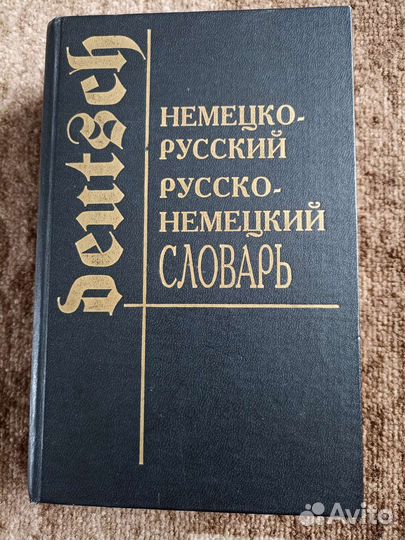 Deutsch
НЕМЕЦКО-
РУССКИЙ
РУССКО-
НЕМЕЦКИЙ
СЛОВАРЬ
Avito